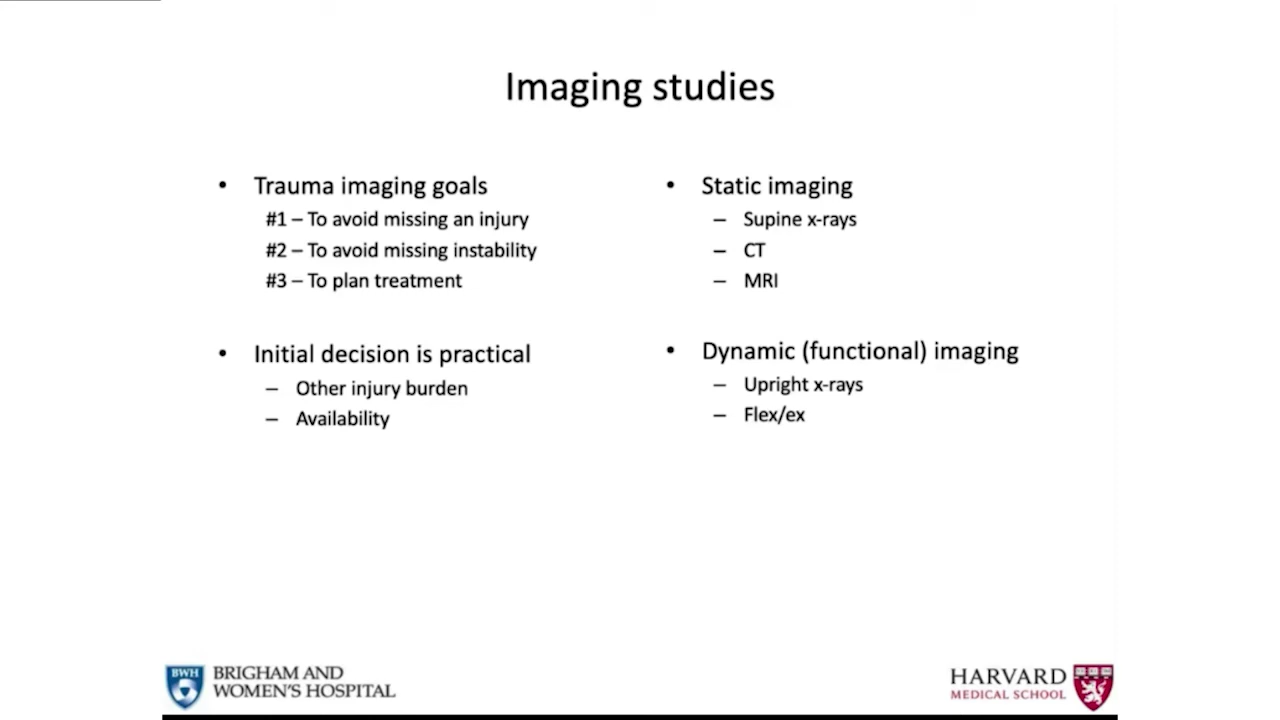 Imaging studies
• Trauma imaging goals
#1 – To avoid missing an injury
#2 – To avoid missing instability
#3 – To plan treatment
• Initial decision is practical
– Other injury burden
– Availability
• Static imaging
– Supine x-rays
– CT
– MRI
• Dynamic (functional) imaging
– Upright x-rays
– Flex/ex
BWH
BRIGHAM AND
WOMEN'S HOSPITAL
HARVARD
MEDICAL SCHOOL